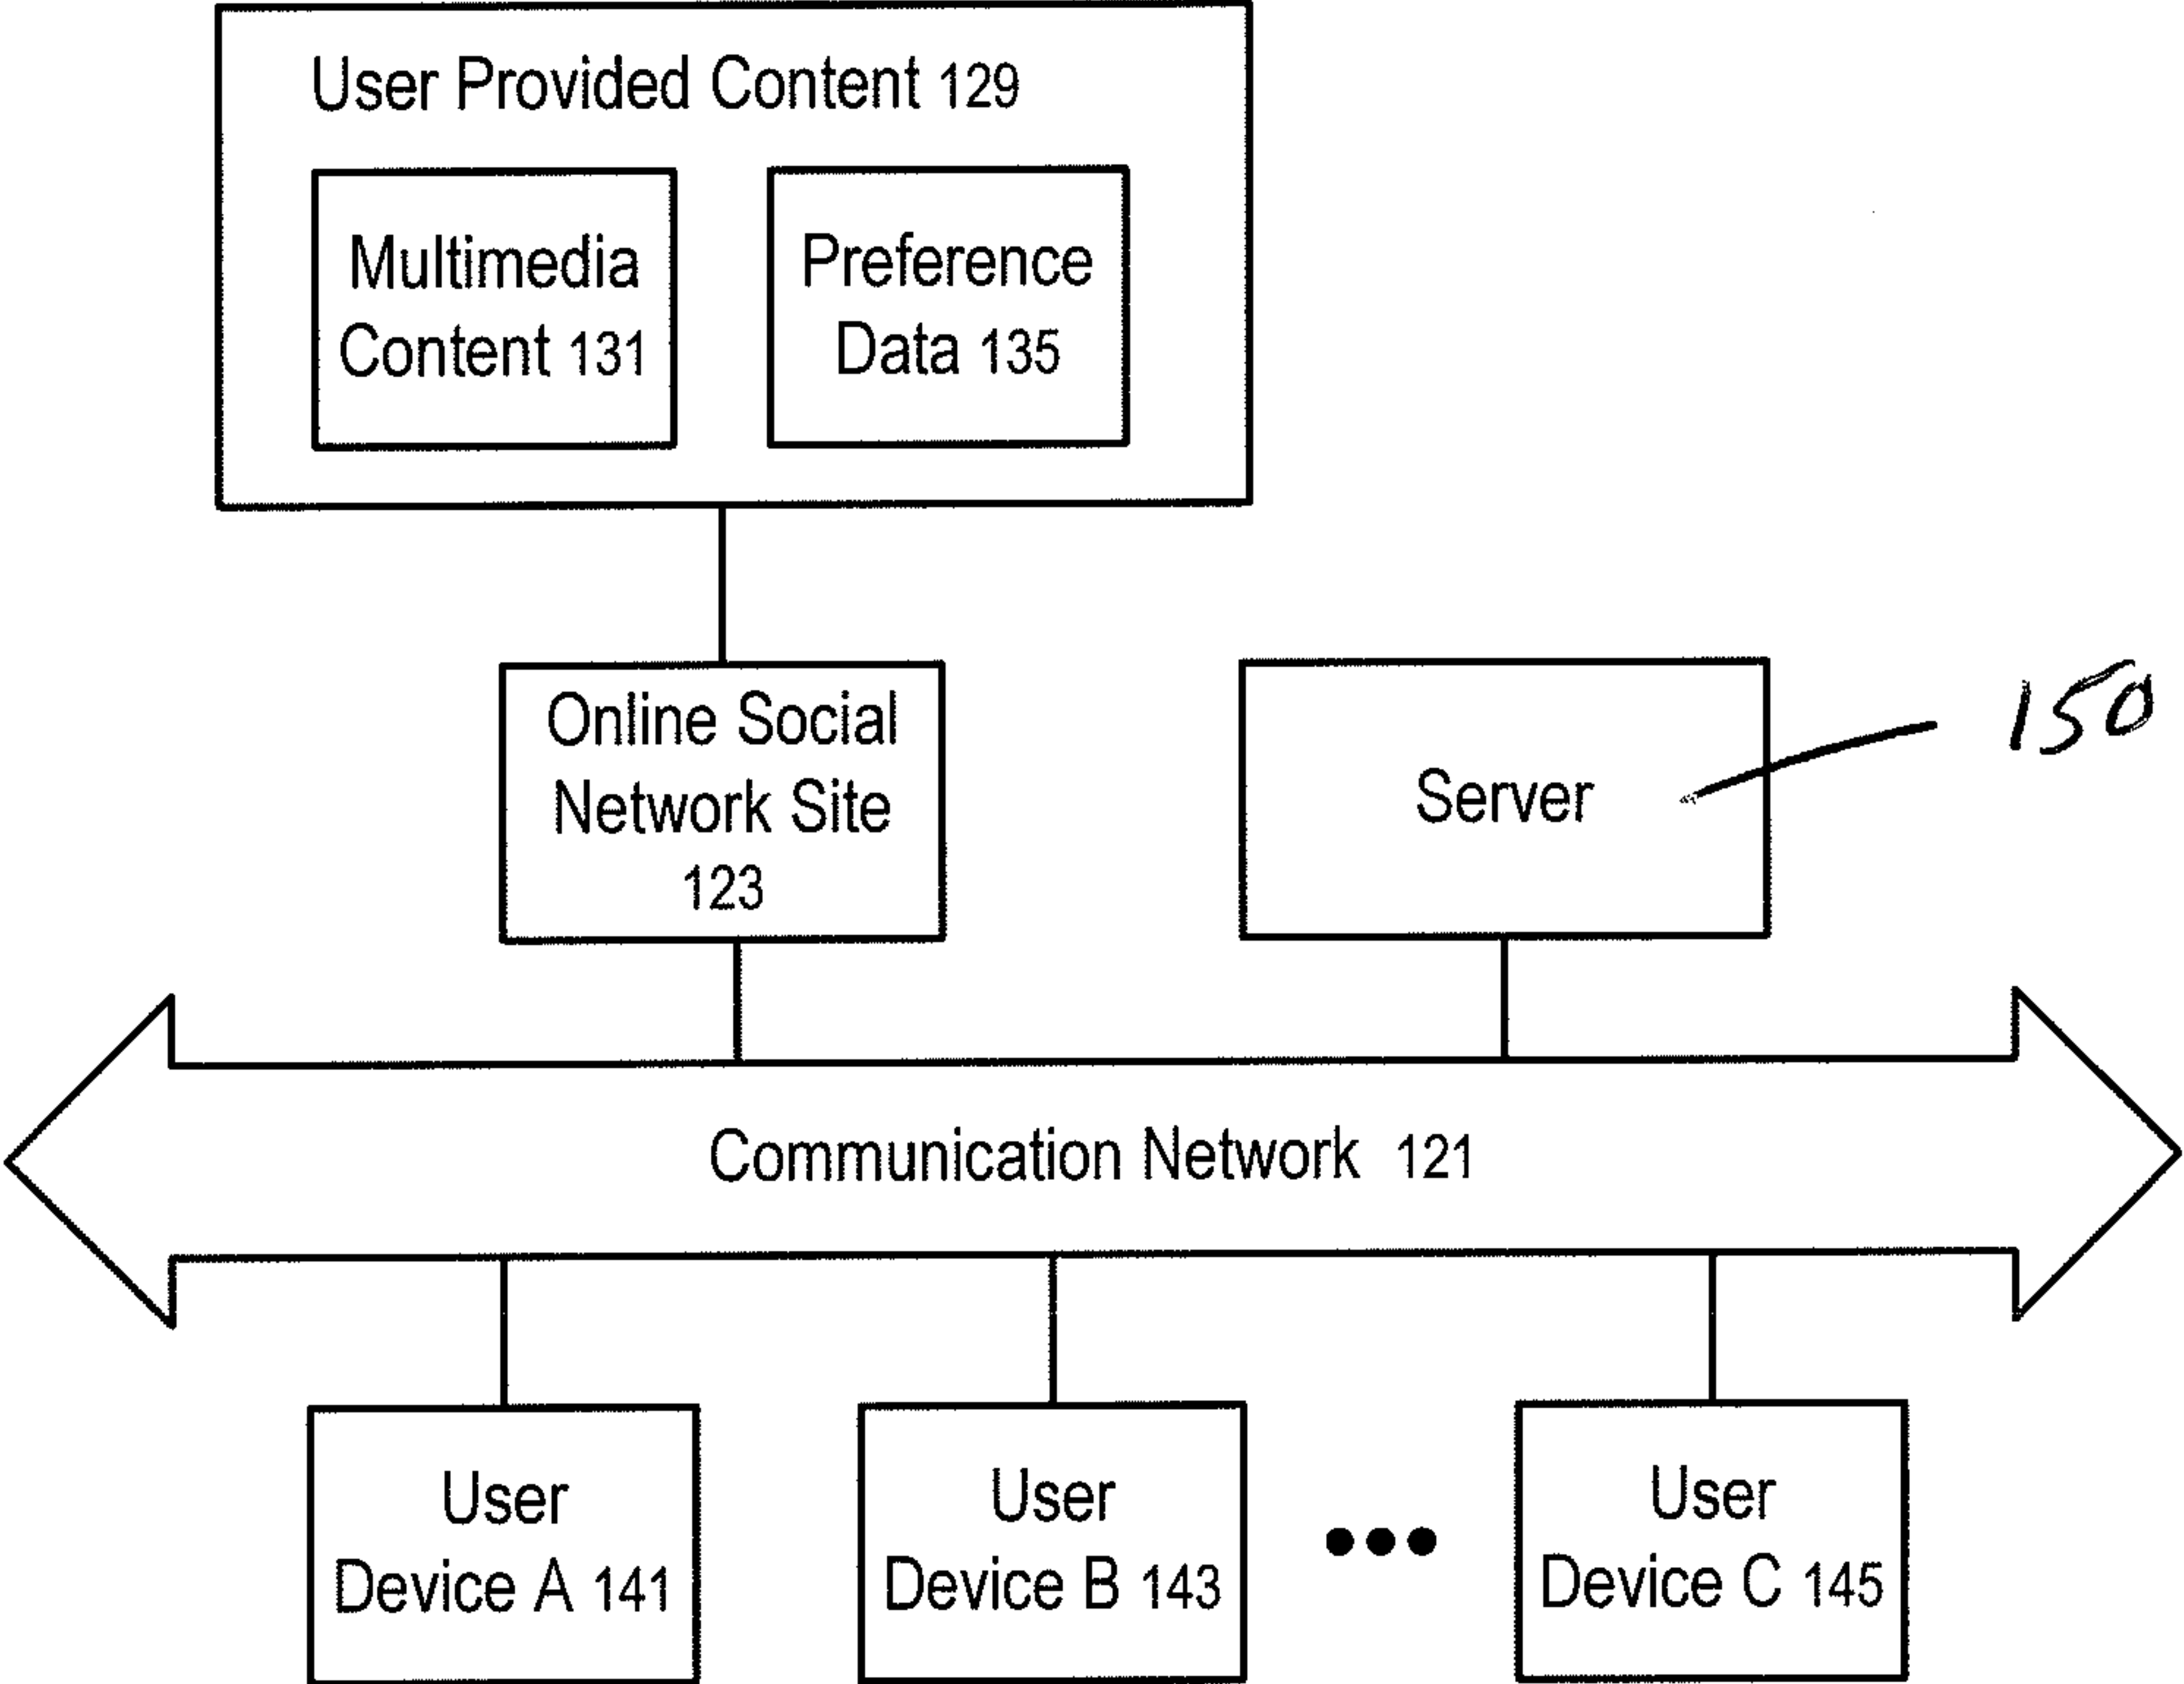 User Provided Content 129
Multimedia
Content 131
Preference
Data 135
Online Social
Network Site
123
Server
150
Communication Network 121
User
Device A 141
User
Device B 143
User
Device C 145